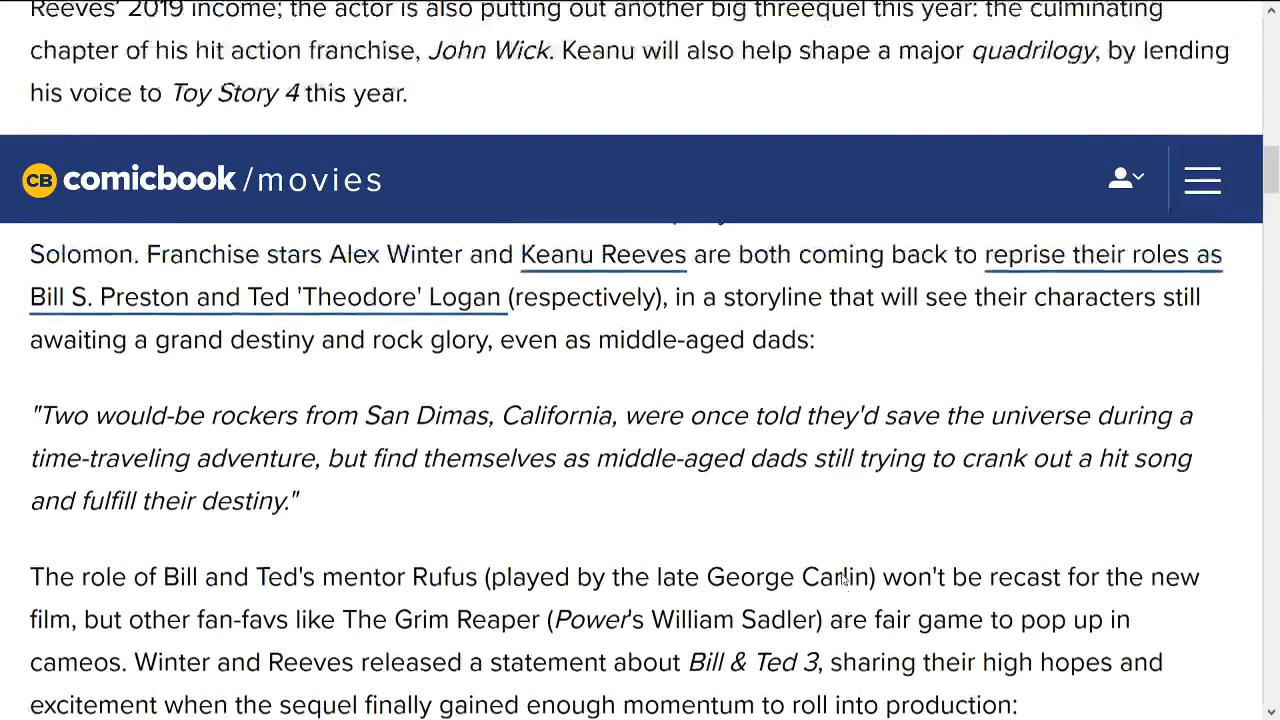 Reeves' 2019 income; the actor is also putting out another big threequel this year: the culminating
chapter of his hit action franchise, John Wick. Keanu will also help shape a major quadrilogy, by lending
his voice to Toy Story 4 this year.
CB comicbook /movies
Solomon. Franchise stars Alex Winter and Keanu Reeves are both coming back to reprise their roles as
Bill S. Preston and Ted 'Theodore' Logan (respectively), in a storyline that will see their characters still
awaiting a grand destiny and rock glory, even as middle-aged dads:
"Two would-be rockers from San Dimas, California, were once told they'd save the universe during a
time-traveling adventure, but find themselves as middle-aged dads still trying to crank out a hit song
and fulfill their destiny."
The role of Bill and Ted's mentor Rufus (played by the late George Carlin) won't be recast for the new
film, but other fan-favs like The Grim Reaper (Power's William Sadler) are fair game to pop up in
cameos. Winter and Reeves released a statement about Bill & Ted 3, sharing their high hopes and
excitement when the sequel finally gained enough momentum to roll into production: